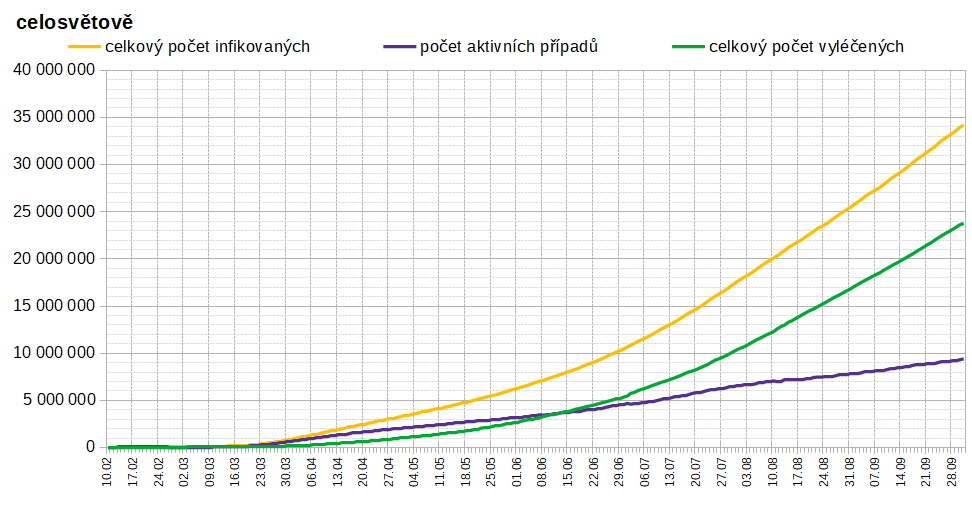 celosvětově
celkový počet infikovaných
počet aktivních případů
celkový počet vyléčených
40 000 000
35 000 000
30 000 000
25 000 000
20 000 000
15 000 000
10 000 000
5 000 000
0
10.02
17.02
24.02
02.03
09.03
16.03
23.03
30.03
06.04
13.04
20.04
27.04
04.05
11.05
18.05
25.05
01.06
08.06
15.06
22.06
29.06
06.07
13.07
20.07
27.07
03.08
10.08
17.08
24.08
31.08
07.09
14.09
21.09
28.09